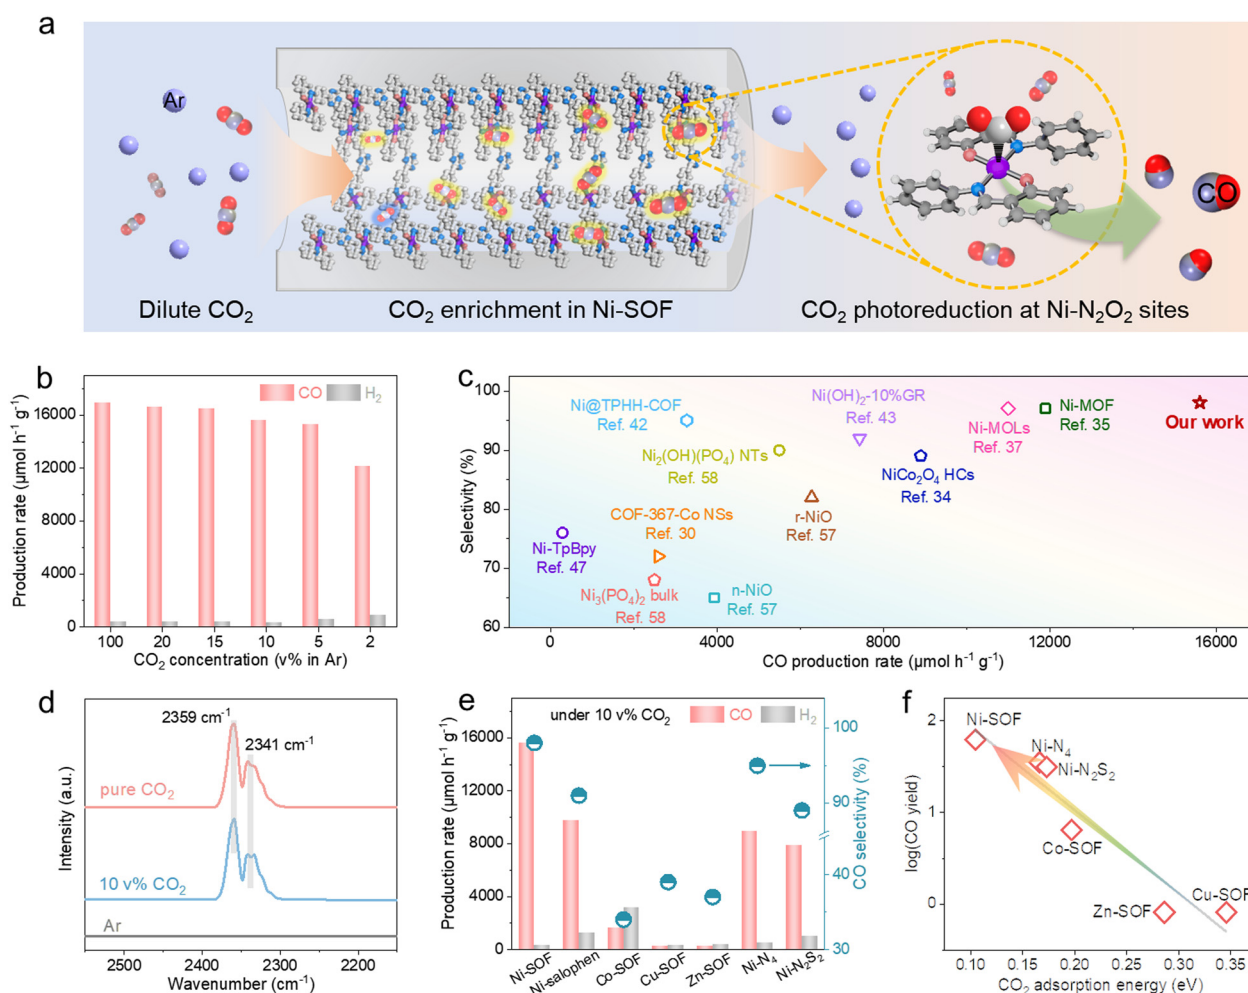 a
Ar
CO
Dilute CO₂
CO₂ enrichment in Ni-SOF
CO₂ photoreduction at Ni-N₂O₂ sites
b
CO
H₂
Production rate (μmol h⁻¹ g⁻¹)
16000
12000
8000
4000
0
100
20
15
10
5
2
CO₂ concentration (v% in Ar)
c
Selectivity (%)
100
90
80
70
60
Ni@TPHH-COF
Ref. 42
Ni(OH)₂-10%GR
Ref. 43
Ni-MOLs
Ref. 37
Ni-MOF
Ref. 35
Our work
Ni₂(OH)(PO₄) NTs
Ref. 58
NiCo₂O₄ HCs
Ref. 34
COF-367-Co NSs
Ref. 30
r-NiO
Ref. 57
Ni-TpBpy
Ref. 47
Ni₃(PO₄)₂ bulk
Ref. 58
n-NiO
Ref. 57
0
4000
8000
12000
16000
CO production rate (μmol h⁻¹ g⁻¹)
d
Intensity (a.u.)
2359 cm⁻¹
2341 cm⁻¹
pure CO₂
10 v% CO₂
Ar
2500
2400
2300
2200
Wavenumber (cm⁻¹)
e
under 10 v% CO₂
CO
H₂
Production rate (μmol h⁻¹ g⁻¹)
16000
12000
8000
4000
0
100
90
40
30
CO selectivity (%)
Ni-SOF
Ni-salophen
Co-SOF
Cu-SOF
Zn-SOF
Ni-N₄
Ni-N₂S₂
f
log(CO yield)
2
1
0
Ni-SOF
Ni-N₄
Ni-N₂S₂
Co-SOF
Zn-SOF
Cu-SOF
0.10
0.15
0.20
0.25
0.30
0.35
CO₂ adsorption energy (eV)